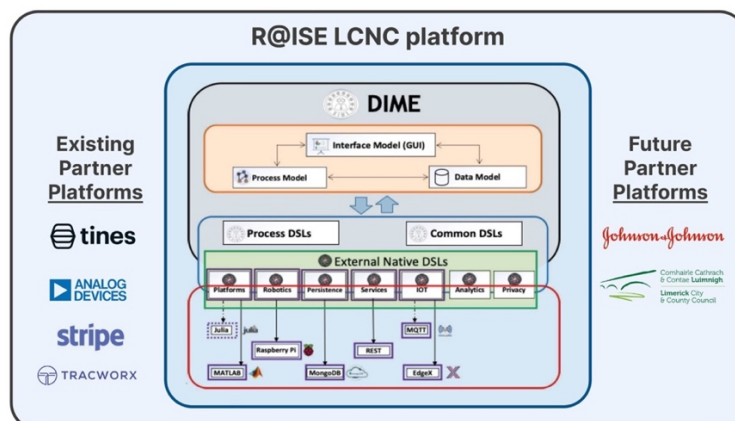 R@ISE LCNC platform
DIME
Existing
Partner
Platforms
tines
ANALOG
DEVICES
stripe
TRACWORX
Interface Model (GUI)
Process Model
Data Model
Process DSLs
Common DSLs
External Native DSLs
Platforms
Robotics
Persistence
Services
IOT
Analytics
Privacy
Julia
julia
MQTT
Raspberry Pi
REST
MATLAB
MongoDB
EdgeX
Future
Partner
Platforms
Johnson&Johnson
Comhairle Cathrach
& Contae Luimnigh
Limerick City
& County Council